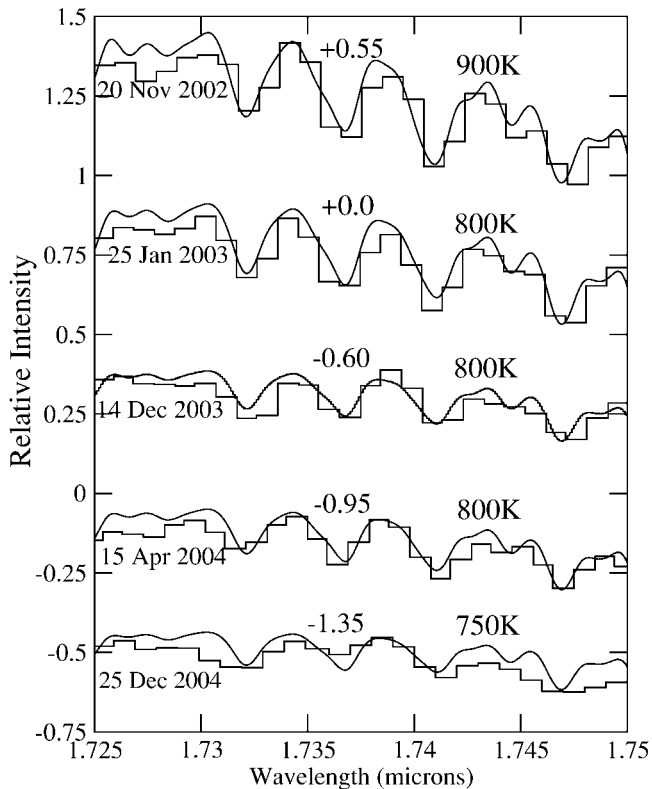 1.5
+0.55
900K
20 Nov 2002
1.25
1
+0.0
800K
25 Jan 2003
0.75
Relative Intensity
0.5
-0.60
800K
14 Dec 2003
0.25
0
-0.95
800K
15 Apr 2004
-0.25
-1.35
750K
-0.5
25 Dec 2004
-0.75
1.725 1.73 1.735 1.74 1.745 1.75
Wavelength (microns)